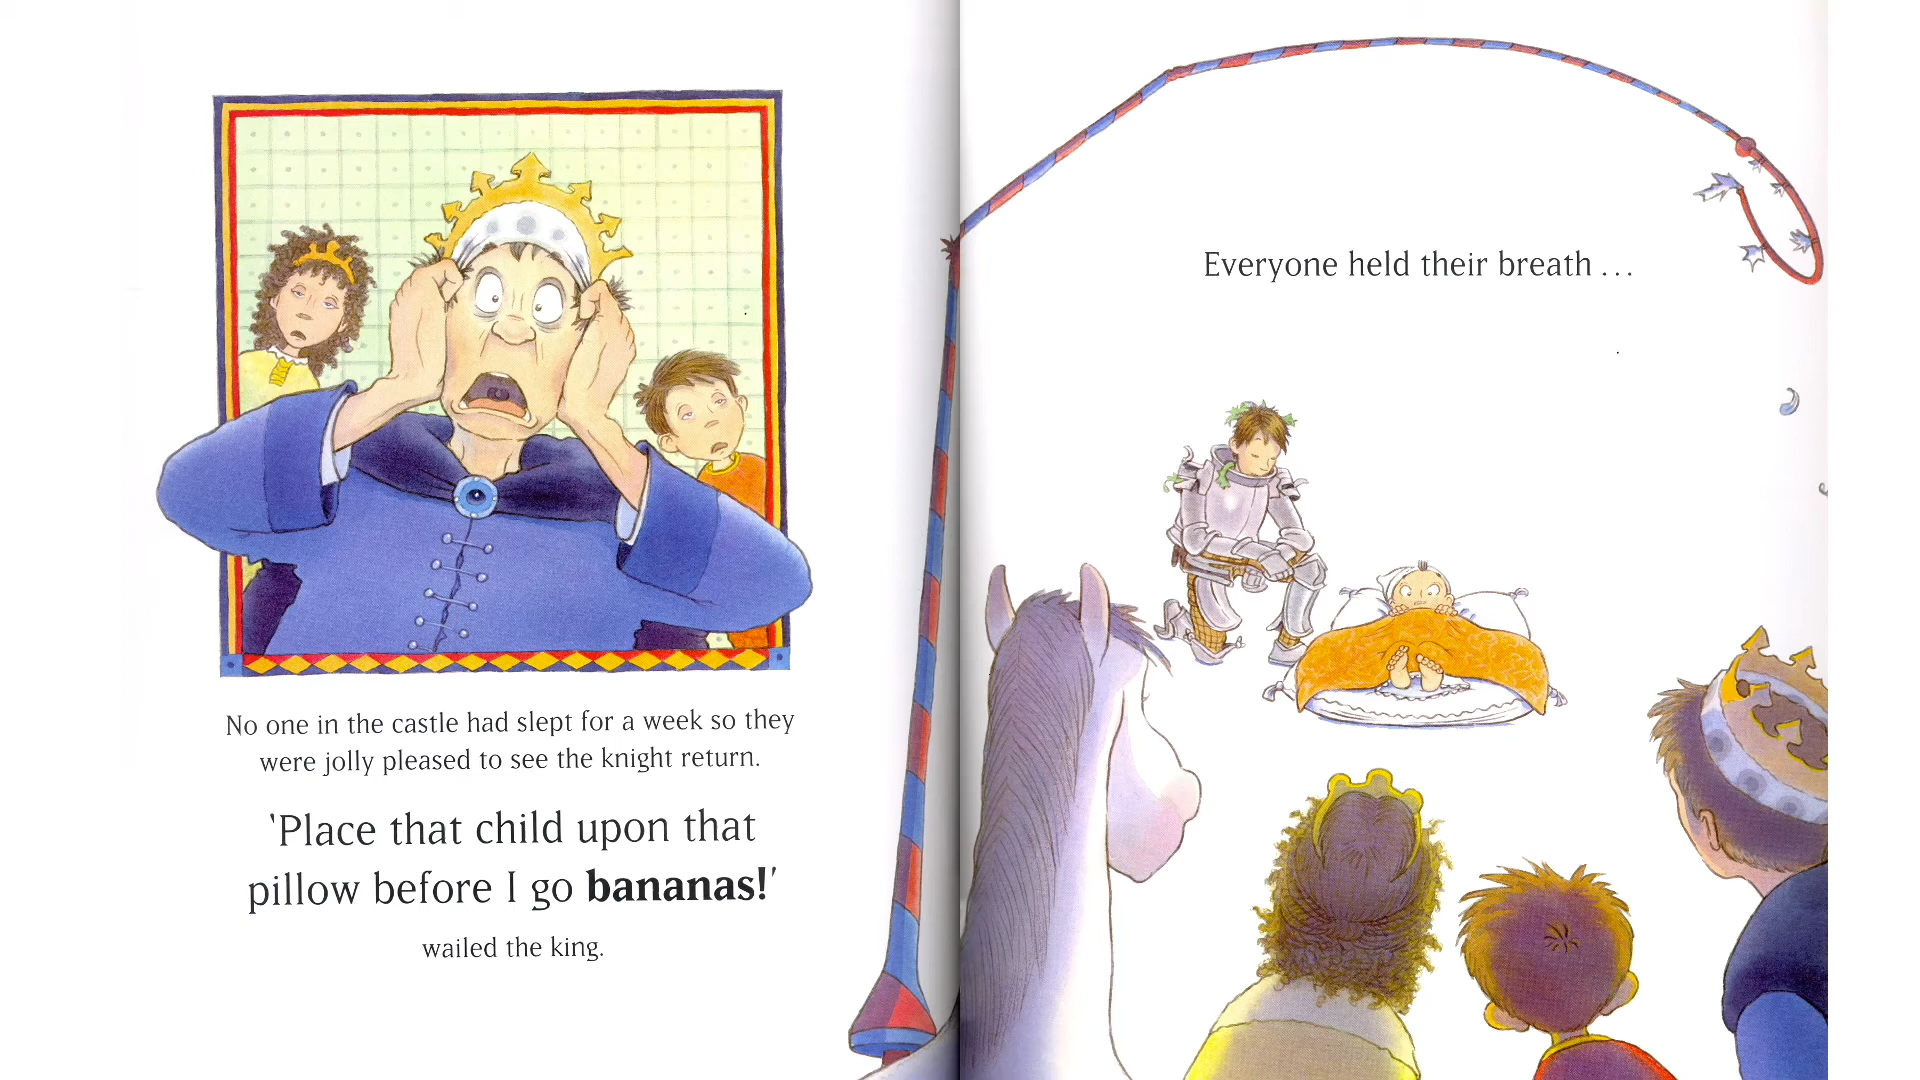 No one in the castle had slept for a week so they
were jolly pleased to see the knight return.
'Place that child upon that
pillow before I go bananas!'
wailed the king.
Everyone held their breath ...